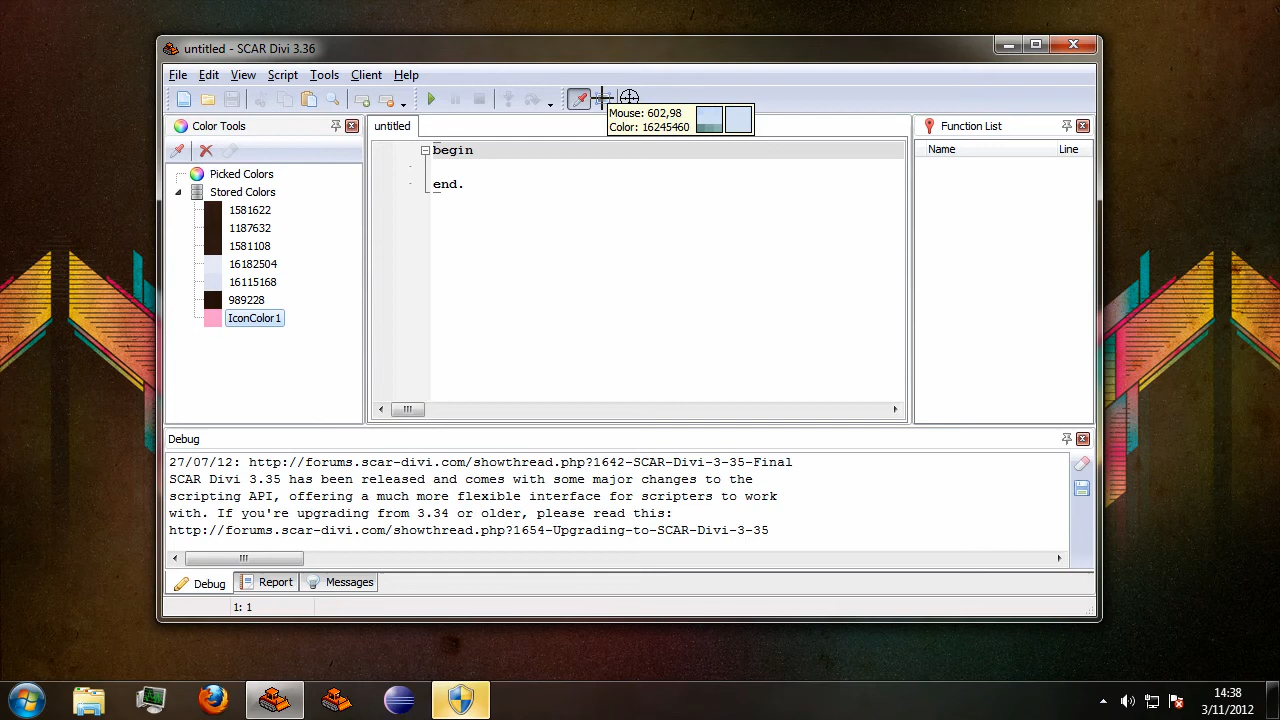 untitled - SCAR Divi 3.36
File Edit View Script Tools Client Help
Mouse: 602,98
Color: 16245460
Color Tools
untitled
Function List
Name Line
begin
end.
Picked Colors
Stored Colors
1581622
1187632
1581108
16182504
16115168
989228
IconColor1
Debug
27/07/12: http://forums.scar-divi.com/showthread.php?1642-SCAR-Divi-3-35-Final
SCAR Divi 3.35 has been released and comes with some major changes to the
scripting API, offering a much more flexible interface for scripters to work
with. If you're upgrading from 3.34 or older, please read this:
http://forums.scar-divi.com/showthread.php?1654-Upgrading-to-SCAR-Divi-3-35
Debug Report Messages
1: 1
14:38
3/11/2012